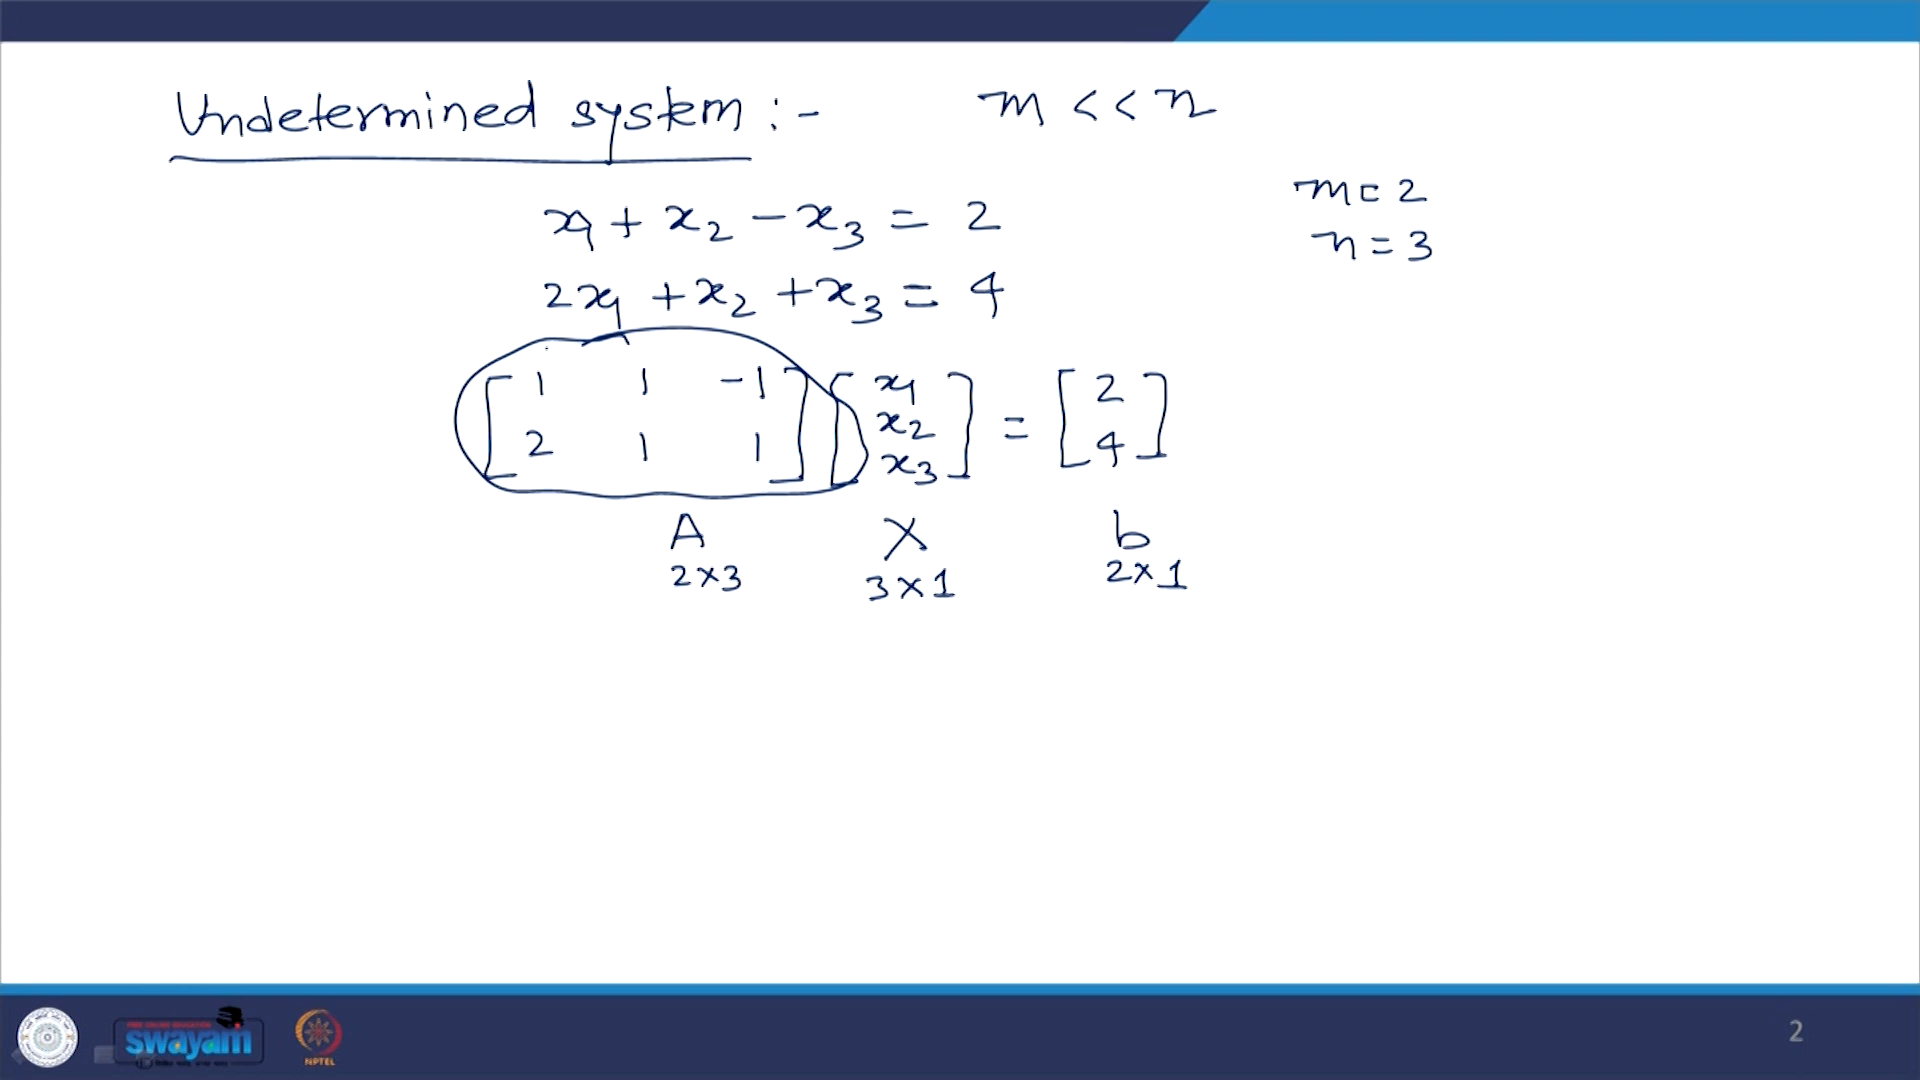 Undetermined system :- m << n
x1 + x2 - x3 = 2
m = 2
n = 3
2x1 + x2 + x3 = 4
[1 1 -1] [x1] = [2]
[2 1 1] [x2] [4]
[x3]
A X b
2×3 3×1 2×1
swayam
NPTEL
2